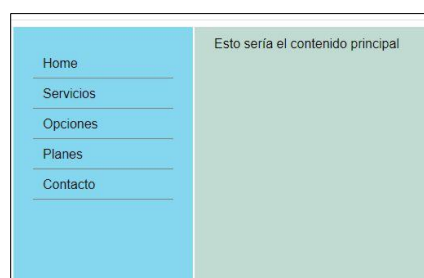 Home
Servicios
Opciones
Planes
Contacto
Esto sería el contenido principal